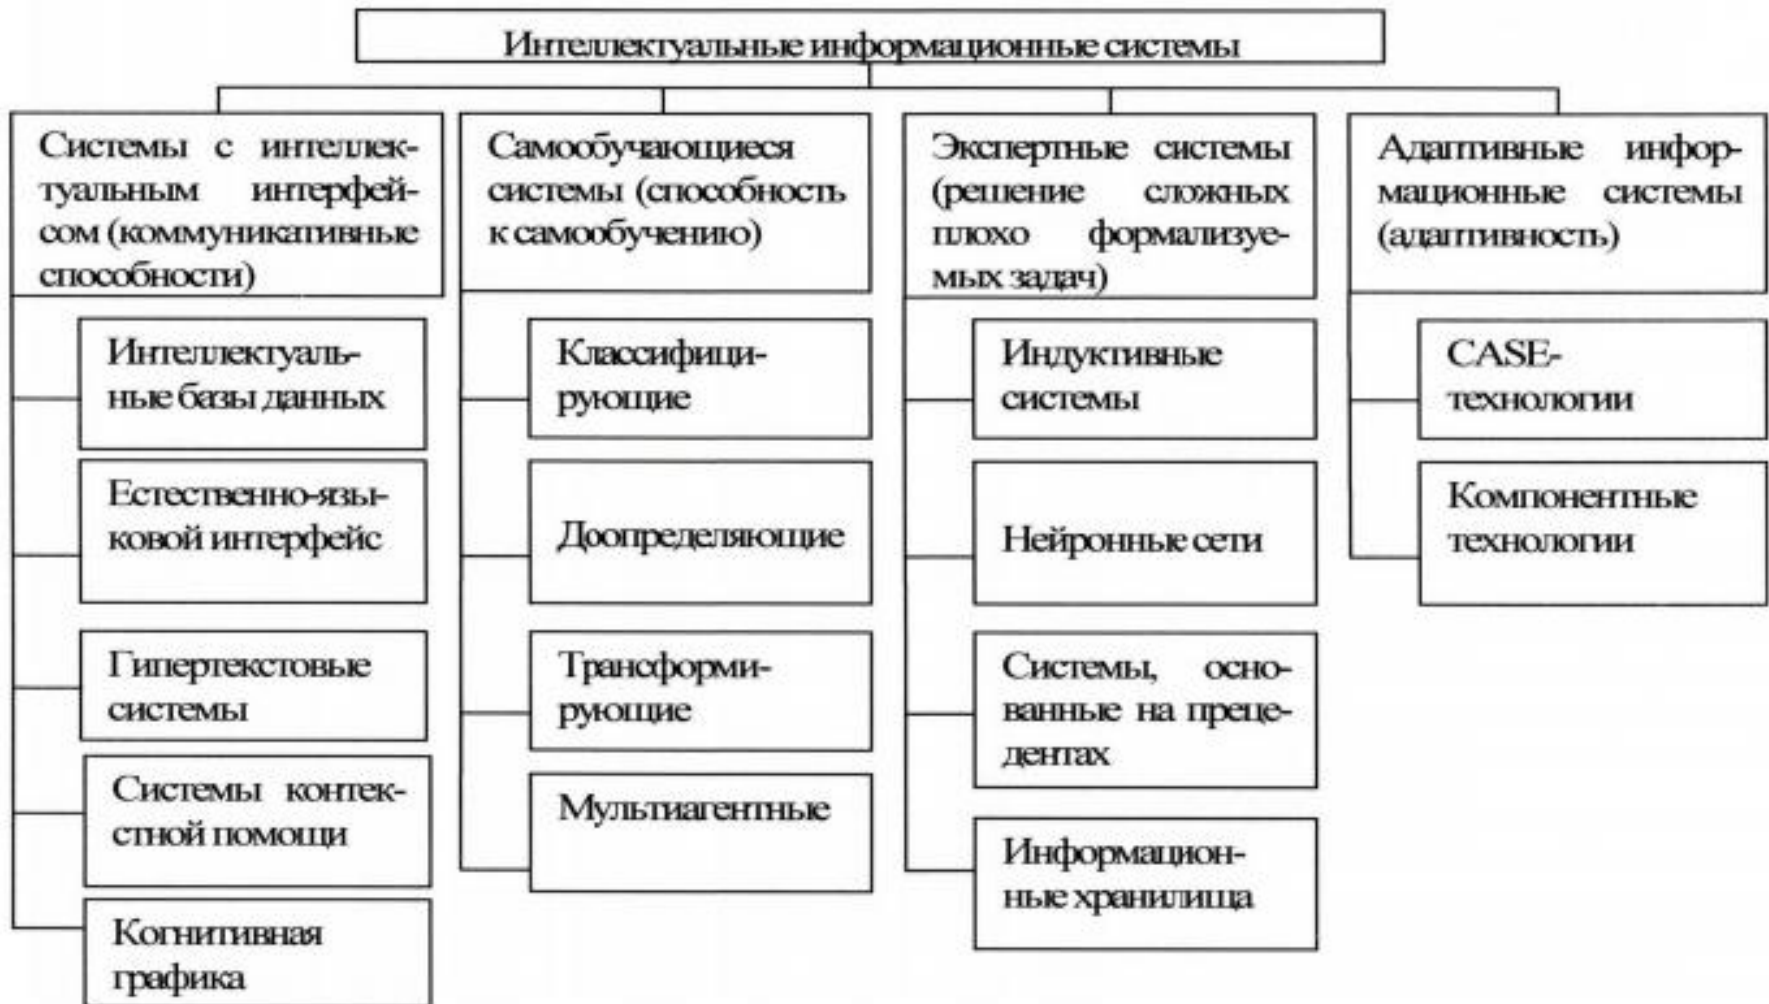 Интеллектуальные информационные системы
Системы с интеллек-
туальным интерфей-
сом (коммуникативные
способности)
Интеллектуаль-
ные базы данных
Естественно-язы-
ковой интерфейс
Гипертекстовые
системы
Системы контек-
стной помощи
Когнитивная
графика
Самообучающиеся
системы (способность
к самообучению)
Классифици-
рующие
Доопределяющие
Трансформи-
рующие
Мультиагентные
Экспертные системы
(решение сложных
плохо формализуе-
мых задач)
Индуктивные
системы
Нейронные сети
Системы, осно-
ванные на преце-
дентах
Информацион-
ные хранилища
Адаптивные инфор-
мационные системы
(адаптивность)
CASE-
технологии
Компонентные
технологии